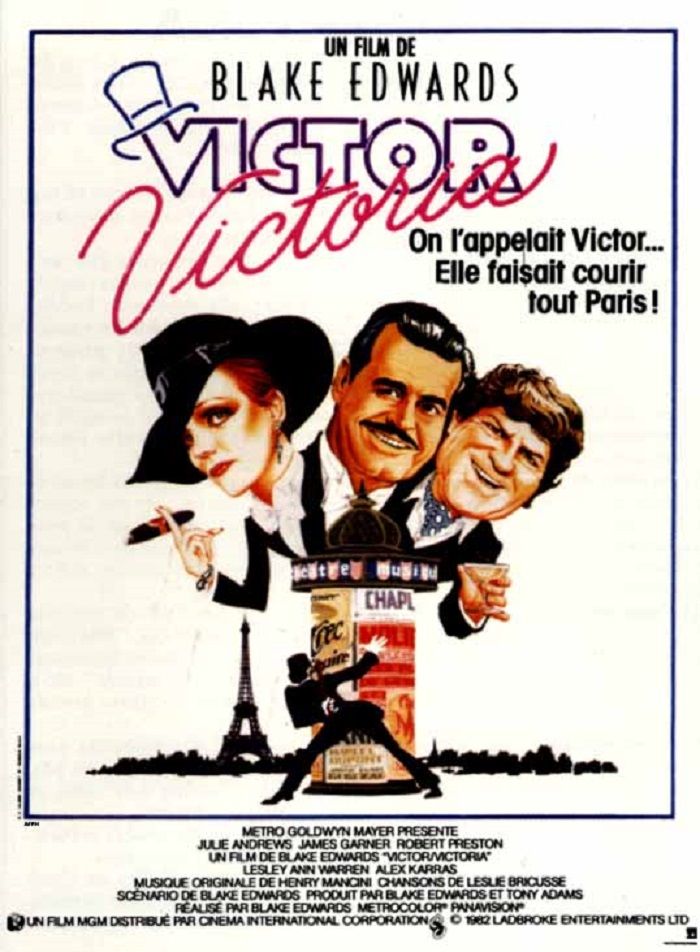 UN FILM DE
BLAKE EDWARDS
VICTOR
Victoria
On l'appelait Victor...
Elle faisait courir
tout Paris!
CHAPL
METRO GOLDWYN MAYER PRESENTE
JULIE ANDREWS JAMES GARNER ROBERT PRESTON
UN FILM DE BLAKE EDWARDS "VICTOR/VICTORIA"
LESLEY ANN WARREN ALEX KARRAS
MUSIQUE ORIGINALE DE HENRY MANCINI CHANSONS DE LESLIE BRICUSSE
SCÉNARIO DE BLAKE EDWARDS PRODUIT PAR BLAKE EDWARDS ET TONY ADAMS
RÉALISÉ PAR BLAKE EDWARDS METROCOLOR® PANAVISION®
UN FILM MGM DISTRIBUÉ PAR CINEMA INTERNATIONAL CORPORATION © 1982 LADBROKE ENTERTAINMENTS LTD